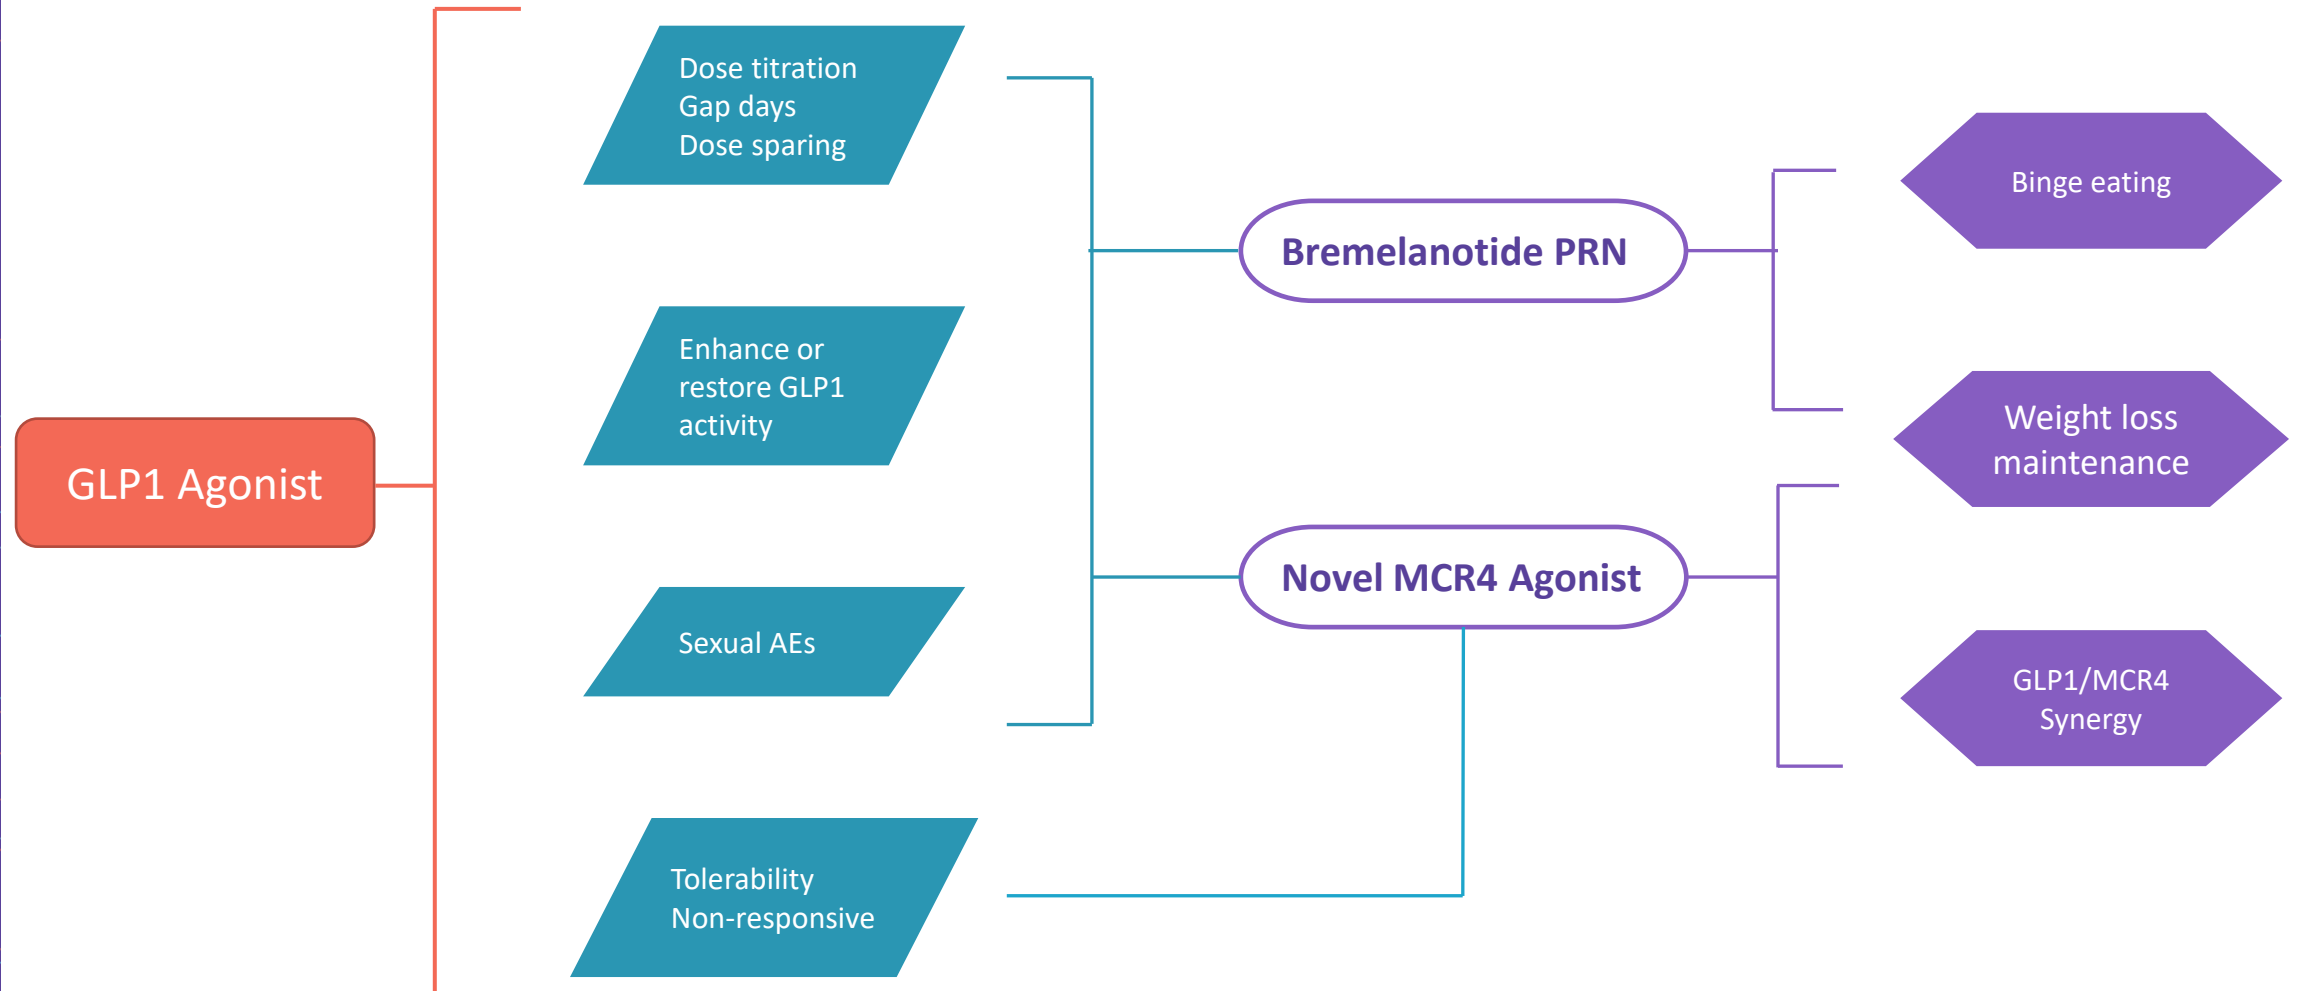 GLP1 Agonist
Dose titration
Gap days
Dose sparing
Enhance or
restore GLP1
activity
Sexual AEs
Tolerability
Non-responsive
Bremelanotide PRN
Novel MCR4 Agonist
Binge eating
Weight loss
maintenance
GLP1/MCR4
Synergy